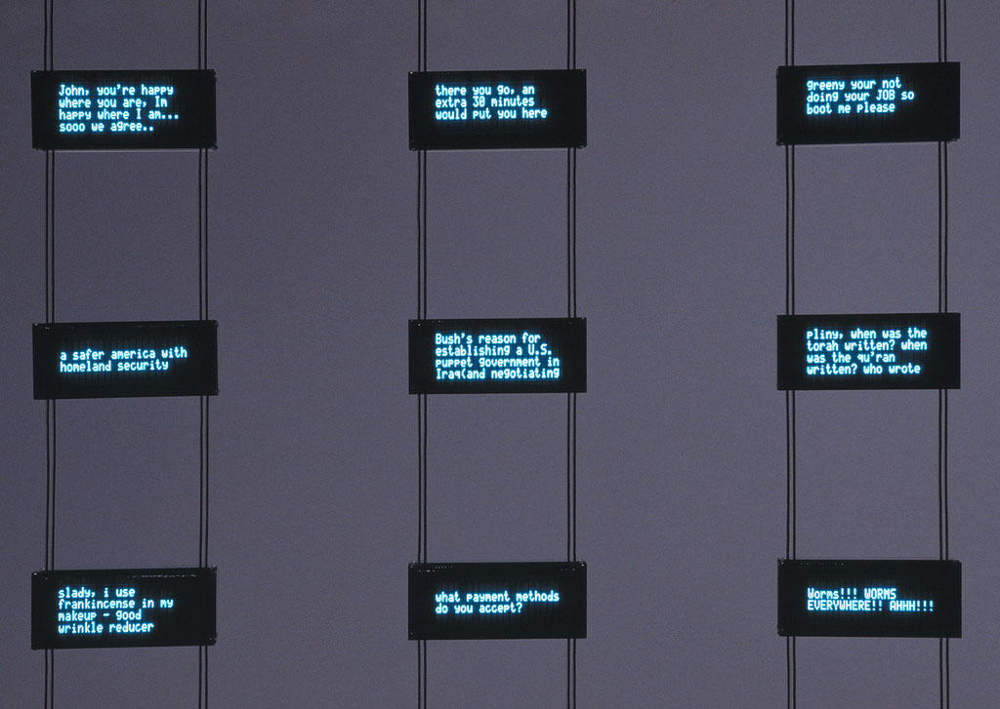 John, you're happy
where you are, Im
happy where I am...
sooo we agree..
there you go, an
extra 30 minutes
would put you here
greeny your not
doing your JOB so
boot me please
a safer america with
homeland security
Bush's reason for
establishing a U.S.
puppet government in
Iraq(and negotiating
pliny, when was the
torah written? when
was the qu'ran
written? who wrote
slady, i use
frankincense in my
makeup - good
wrinkle reducer
what payment methods
do you accept?
Worms!!! WORMS
EVERYWHERE!! AHHH!!!